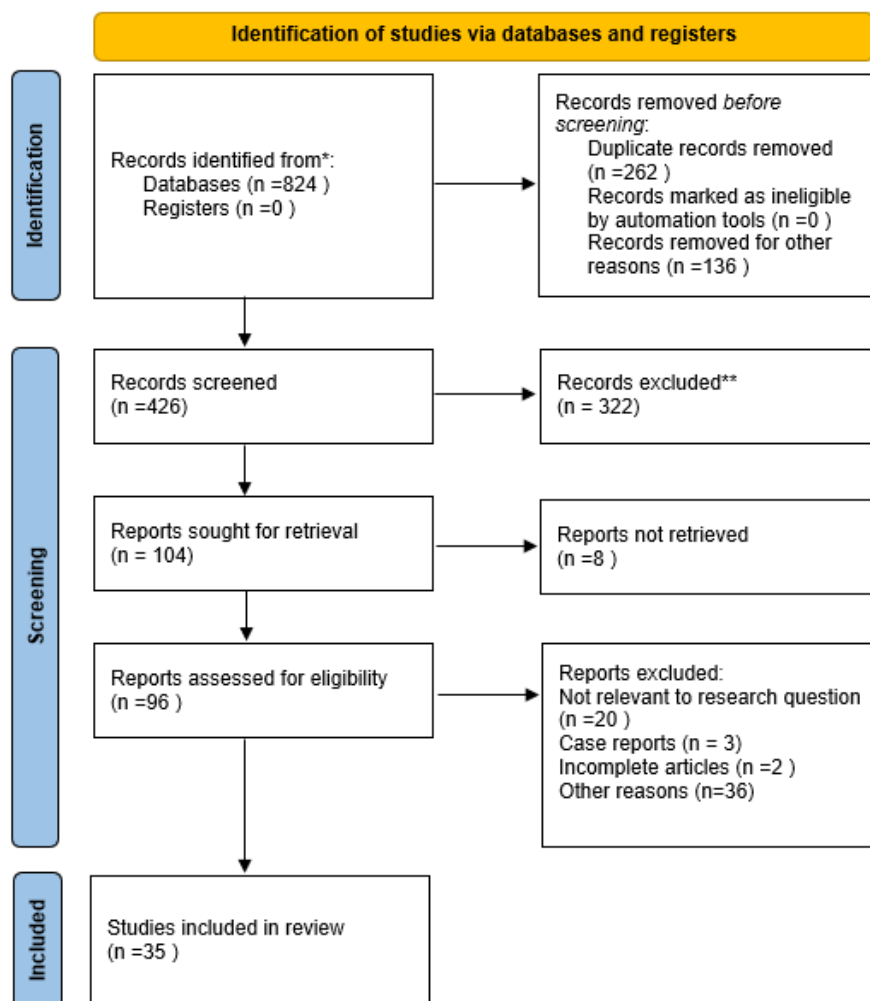 Identification of studies via databases and registers
Identification
Records identified from*:
Databases (n =824 )
Registers (n =0 )
Records removed before
screening:
Duplicate records removed
(n =262 )
Records marked as ineligible
by automation tools (n =0 )
Records removed for other
reasons (n =136 )
Screening
Records screened
(n =426)
Records excluded**
(n = 322)
Reports sought for retrieval
(n = 104)
Reports not retrieved
(n =8 )
Reports assessed for eligibility
(n =96 )
Reports excluded:
Not relevant to research question
(n =20 )
Case reports (n = 3)
Incomplete articles (n =2 )
Other reasons (n=36)
Included
Studies included in review
(n =35 )